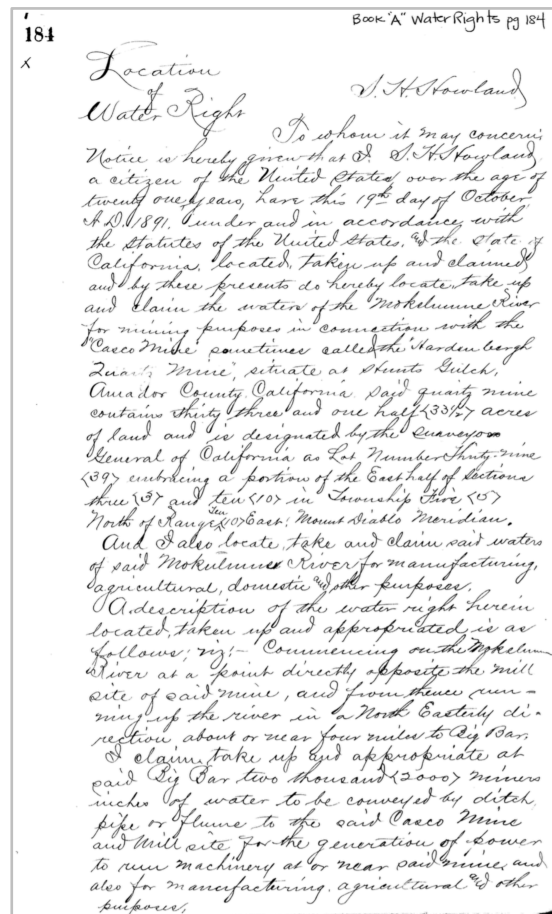 Book "A" Water Rights pg 184
184
x
Location
of
Water Right
S. H. Howland
To whom it may concern;
Notice is hereby given that I. S. H. Howland
a citizen of the United States, over the age of
twenty one years, have this 19th day of October,
A.D. 1891, under and in accordance with
the Statutes of the United States, and the State of
California, located, taken up and claimed,
and by these presents do hereby locate, take up
and claim the waters of the Mokelumne River
for mining purposes in connection with the
"Casco Mine" sometimes called the "Hardenbergh
Quartz Mine", situate at Hunts Gulch,
Amador County, California. Said quartz mine
contains thirty three and one half (33½) acres
of land and is designated by the Surveyor
General of California as Lot Number Thirty-nine
(39) embracing a portion of the East half of Sections
three (3) and ten (10) in Township Five (5)
North of Range Ten (10) East, Mount Diablo Meridian.
And I also locate, take and claim said waters
of said Mokelumne River for manufacturing,
agricultural, domestic and other purposes.
A description of the water right herein
located, taken up and appropriated is as
follows; viz;- Commencing on the Mokelumne
River at a point directly opposite the mill
site of said mine, and from thence run-
ning up the river in a North Easterly di-
rection about or near four miles to Big Bar.
I claim, take up and appropriate at
said Big Bar two thousand (2000) miners
inches of water to be conveyed by ditch,
pipe or flume to the said Casco Mine
and Mill site for the generation of power
to run machinery at or near said mine, and
also for manufacturing, agricultural and other
purposes.